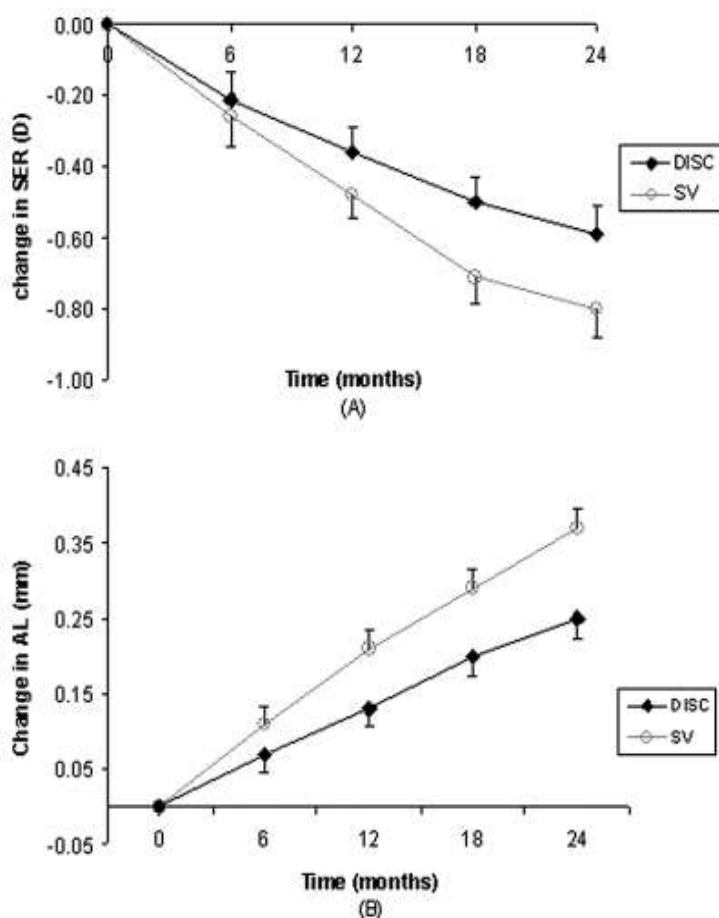 0.00
0 6 12 18 24
-0.20
-0.40
-0.60
-0.80
-1.00
change in SER (D)
DISC
SV
Time (months)
(A)
0.45
0.35
0.25
0.15
0.05
-0.05
Change in AL (mm)
DISC
SV
0 6 12 18 24
Time (months)
(B)